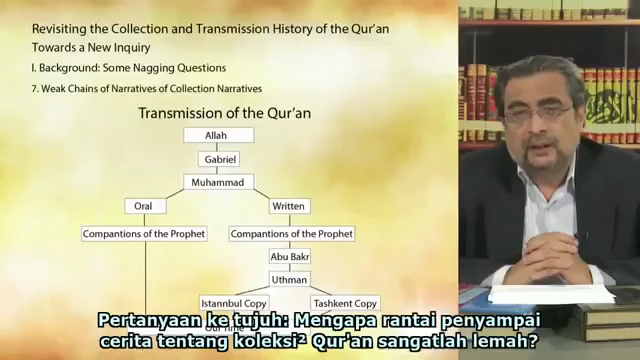 Revisiting the Collection and Transmission History of the Qur'an
Towards a New Inquiry
I. Background: Some Nagging Questions
7. Weak Chains of Narratives of Collection Narratives
Transmission of the Qur'an
Allah
Gabriel
Muhammad
Oral Written
Compantions of the Prophet Compantions of the Prophet
Abu Bakr
Uthman
Istannbul Copy Tashkent Copy
Our Time
Pertanyaan ke tujuh: Mengapa rantai penyampai
cerita tentang koleksi² Qur'an sangatlah lemah?